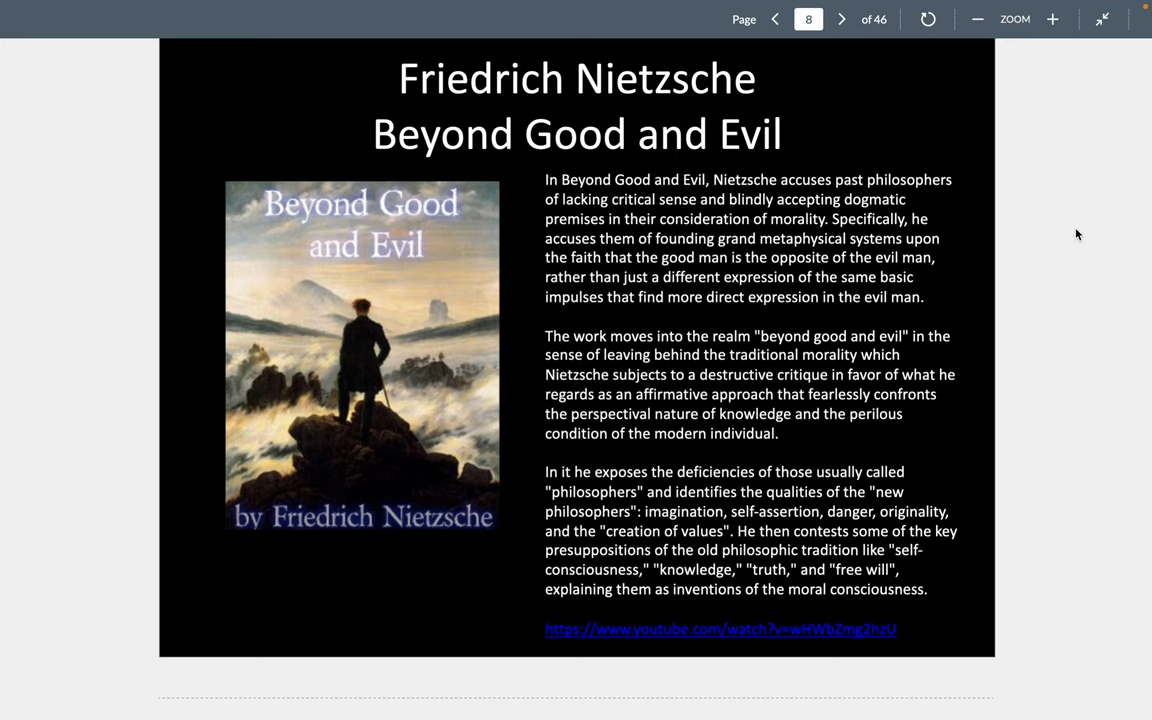 Page 8 of 46 ZOOM
Friedrich Nietzsche
Beyond Good and Evil
Beyond Good
and Evil
by Friedrich Nietzsche
In Beyond Good and Evil, Nietzsche accuses past philosophers
of lacking critical sense and blindly accepting dogmatic
premises in their consideration of morality. Specifically, he
accuses them of founding grand metaphysical systems upon
the faith that the good man is the opposite of the evil man,
rather than just a different expression of the same basic
impulses that find more direct expression in the evil man.
The work moves into the realm "beyond good and evil" in the
sense of leaving behind the traditional morality which
Nietzsche subjects to a destructive critique in favor of what he
regards as an affirmative approach that fearlessly confronts
the perspectival nature of knowledge and the perilous
condition of the modern individual.
In it he exposes the deficiencies of those usually called
"philosophers" and identifies the qualities of the "new
philosophers": imagination, self-assertion, danger, originality,
and the "creation of values". He then contests some of the key
presuppositions of the old philosophic tradition like "self-
consciousness," "knowledge," "truth," and "free will",
explaining them as inventions of the moral consciousness.
https://www.youtube.com/watch?v=wHWbZmg2hzU